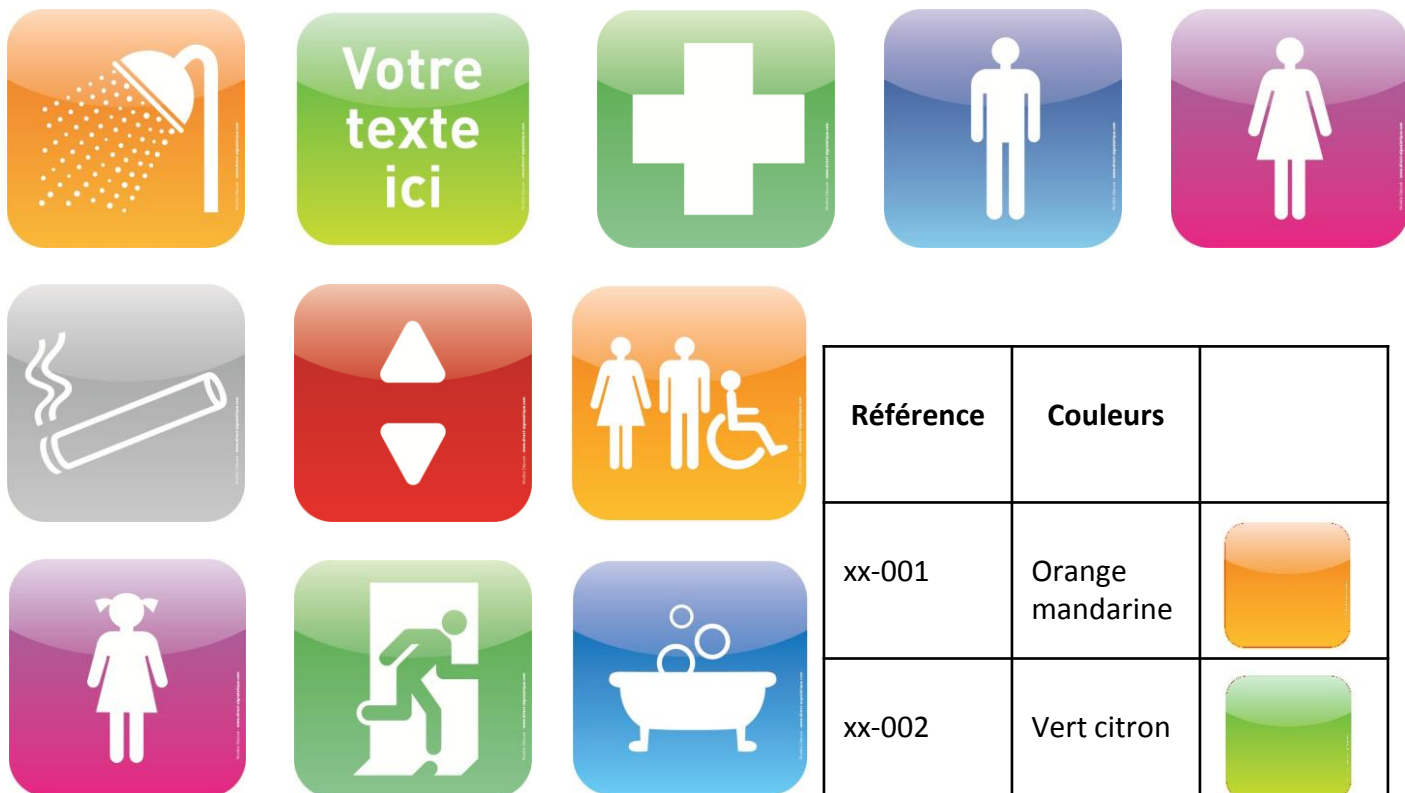 Votre
texte
ici
Référence
Couleurs
xx-001
Orange
mandarine
xx-002
Vert citron